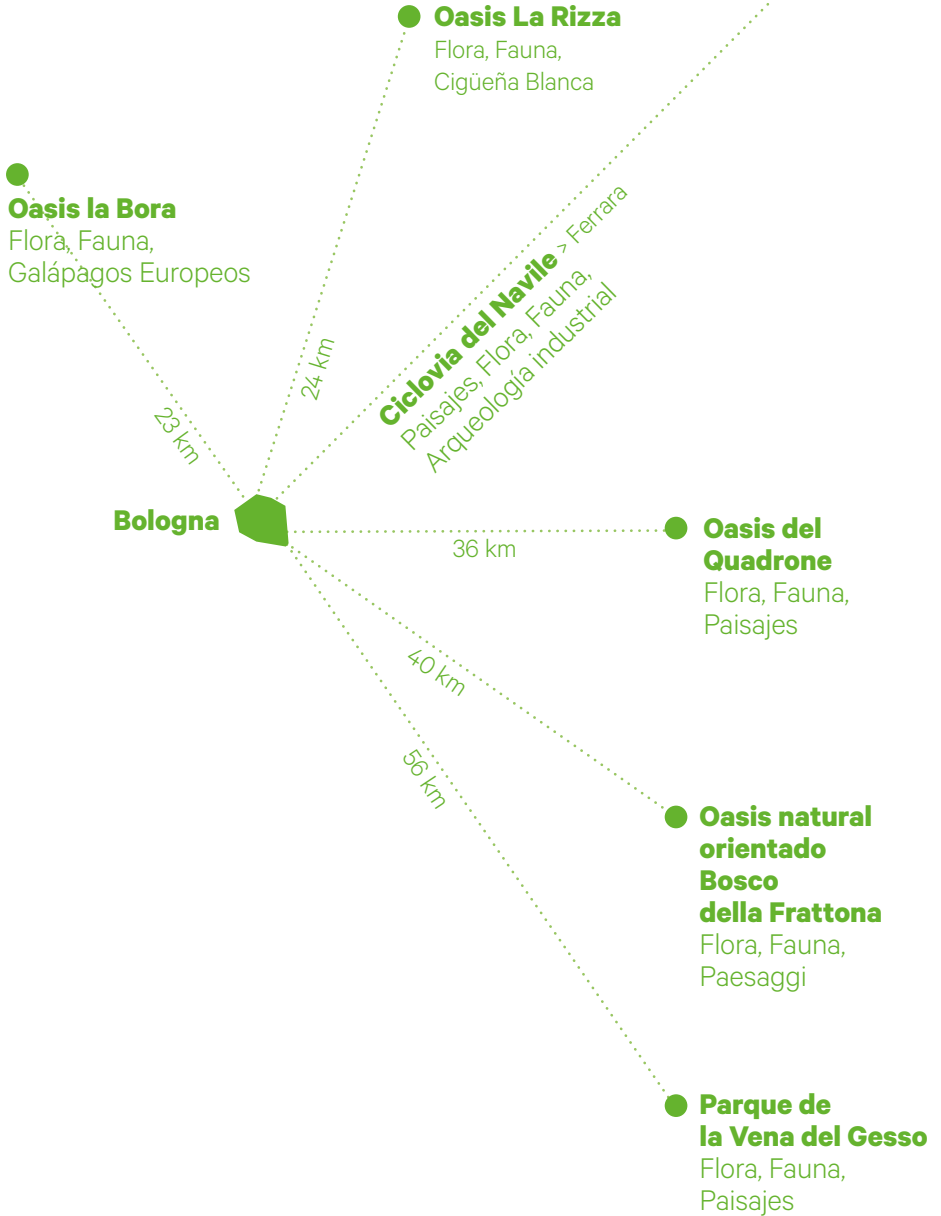 Oasis La Rizza
Flora, Fauna,
Cigüeña Blanca
Oasis la Bora
Flora, Fauna,
Galápagos Europeos
Ciclovia del Navile > Ferrara
Paisajes, Flora, Fauna,
Arqueología industrial
24 km
23 km
Bologna
36 km
Oasis del
Quadrone
Flora, Fauna,
Paisajes
40 km
56 km
Oasis natural
orientado
Bosco
della Frattona
Flora, Fauna,
Paesaggi
Parque de
la Vena del Gesso
Flora, Fauna,
Paisajes